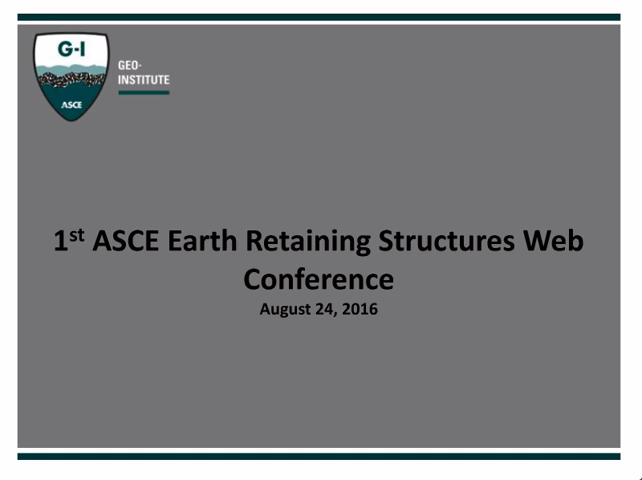 G-I
GEO-
INSTITUTE
ASCE
1st ASCE Earth Retaining Structures Web
Conference
August 24, 2016